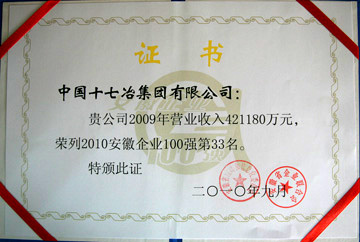 证书
中国十七冶集团有限公司：
贵公司2009年营业收入421180万元，
荣列2010安徽企业100强第33名。
特颁此证
二〇一〇年九月